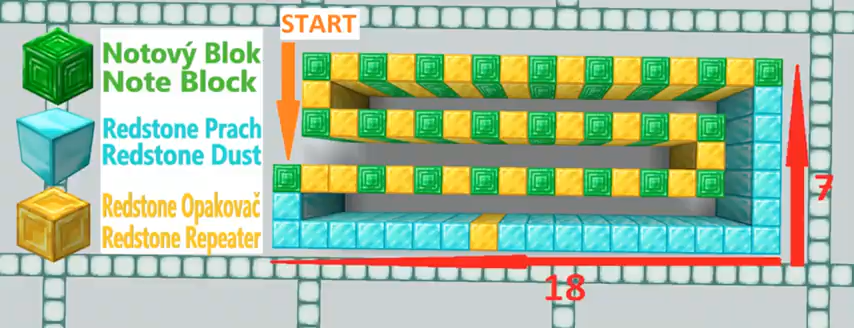 START
Notový Blok
Note Block
Redstone Prach
Redstone Dust
Redstone Opakovač
Redstone Repeater
7
18